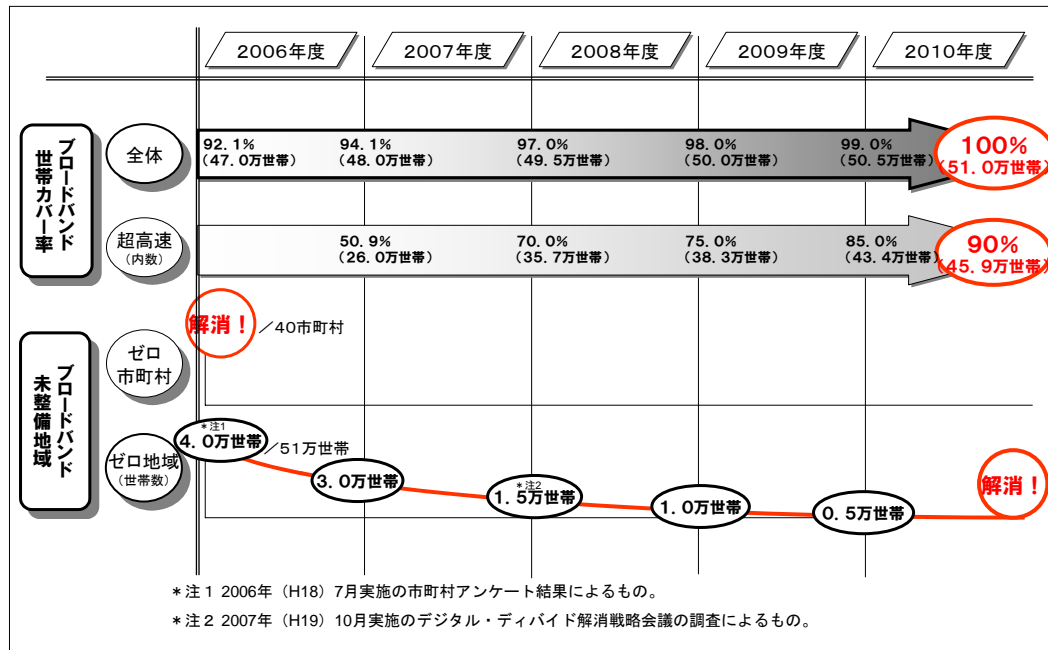 2006年度 2007年度 2008年度 2009年度 2010年度
ブロードバンド
世帯カバー率
全体
92.1% 94.1% 97.0% 98.0% 99.0% 100%
(47.0万世帯) (48.0万世帯) (49.5万世帯) (50.0万世帯) (50.5万世帯) (51.0万世帯)
超高速
(内数)
50.9% 70.0% 75.0% 85.0% 90%
(26.0万世帯) (35.7万世帯) (38.3万世帯) (43.4万世帯) (45.9万世帯)
ブロードバンド
未整備地域
ゼロ
市町村
解消! /40市町村
ゼロ地域
(世帯数)
*注1
4.0万世帯 /51万世帯
3.0万世帯
*注2
1.5万世帯
1.0万世帯
0.5万世帯
解消!
*注1 2006年(H18)7月実施の市町村アンケート結果によるもの。
*注2 2007年(H19)10月実施のデジタル・ディバイド解消戦略会議の調査によるもの。